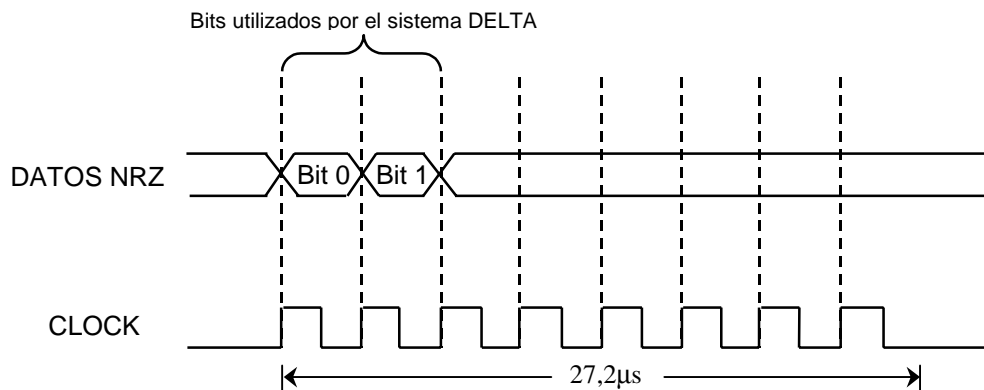 Bits utilizados por el sistema DELTA
DATOS NRZ
Bit 0
Bit 1
CLOCK
27,2μs